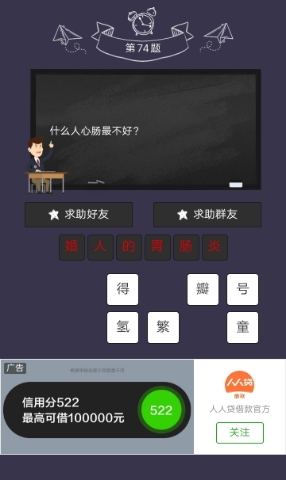 第74题
什么人心肠最不好？
求助好友
求助群友
婚人的胃肠炎
得 瓣 号
氢 繁 童
广告
信用分522
最高可借100000元
522
人人贷
借款
人人贷借款官方
关注